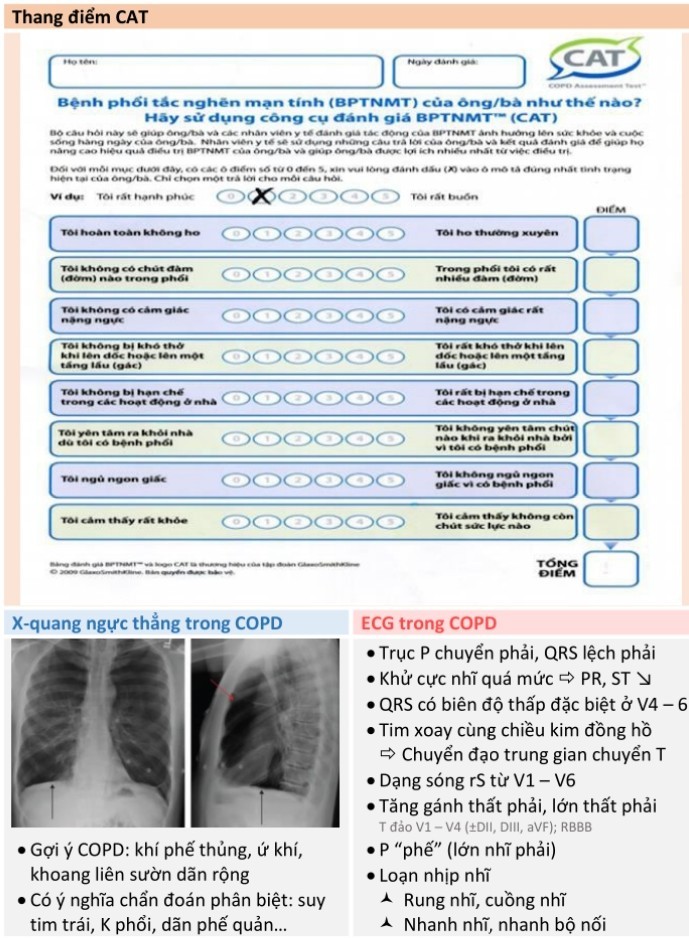 Thang điểm CAT
Họ tên:
Ngày đánh giá:
CAT
COPD Assessment Test™
Bệnh phổi tắc nghẽn mạn tính (BPTNMT) của ông/bà như thế nào?
Hãy sử dụng công cụ đánh giá BPTNMT™ (CAT)
Bộ câu hỏi này sẽ giúp ông/bà và các nhân viên y tế đánh giá tác động của BPTNMT ảnh hưởng lên sức khỏe và cuộc
sống hàng ngày của ông/bà. Nhân viên y tế sẽ sử dụng những câu trả lời của ông/bà và kết quả đánh giá để giúp họ
nâng cao hiệu quả điều trị BPTNMT của ông/bà và giúp ông/bà được lợi ích nhiều nhất từ việc điều trị.
Đối với mỗi mục dưới đây, có các ô điểm số từ 0 đến 5, xin vui lòng đánh dấu (X) vào ô mô tả đúng nhất tình trạng
hiện tại của ông/bà. Chỉ chọn một trả lời cho mỗi câu hỏi.
Ví dụ: Tôi rất hạnh phúc 0 X 2 3 4 5 Tôi rất buồn
ĐIỂM
Tôi hoàn toàn không ho 0 1 2 3 4 5 Tôi ho thường xuyên
Tôi không có chút đàm
(đờm) nào trong phổi
0 1 2 3 4 5
Trong phổi tôi có rất
nhiều đàm (đờm)
Tôi không có cảm giác
nặng ngực
0 1 2 3 4 5
Tôi có cảm giác rất
nặng ngực
Tôi không bị khó thở
khi lên dốc hoặc lên một
tầng lầu (gác)
0 1 2 3 4 5
Tôi rất khó thở khi lên
dốc hoặc lên một tầng
lầu (gác)
Tôi không bị hạn chế
trong các hoạt động ở nhà
0 1 2 3 4 5
Tôi rất bị hạn chế trong
các hoạt động ở nhà
Tôi yên tâm ra khỏi nhà
dù tôi có bệnh phổi
0 1 2 3 4 5
Tôi không yên tâm chút
nào khi ra khỏi nhà bởi
vì tôi có bệnh phổi
Tôi ngủ ngon giấc
0 1 2 3 4 5
Tôi không ngủ ngon
giấc vì có bệnh phổi
Tôi cảm thấy rất khỏe
0 1 2 3 4 5
Tôi cảm thấy không còn
chút sức lực nào
Bảng đánh giá BPTNMT™ và logo CAT là thương hiệu của tập đoàn GlaxoSmithKline
© 2009 GlaxoSmithKline. Bản quyền được bảo vệ.
TỔNG
ĐIỂM
X-quang ngực thẳng trong COPD
• Gợi ý COPD: khí phế thủng, ứ khí,
khoang liên sườn dãn rộng
• Có ý nghĩa chẩn đoán phân biệt: suy
tim trái, K phổi, dãn phế quản...
ECG trong COPD
• Trục P chuyển phải, QRS lệch phải
• Khử cực nhĩ quá mức ⇨ PR, ST ↘
• QRS có biên độ thấp đặc biệt ở V4 – 6
• Tim xoay cùng chiều kim đồng hồ
⇨ Chuyển đạo trung gian chuyển T
• Dạng sóng rS từ V1 – V6
• Tăng gánh thất phải, lớn thất phải
T đảo V1 – V4 (±DII, DIII, aVF); RBBB
• P “phế” (lớn nhĩ phải)
• Loạn nhịp nhĩ
Rung nhĩ, cuồng nhĩ
Nhanh nhĩ, nhanh bộ nối